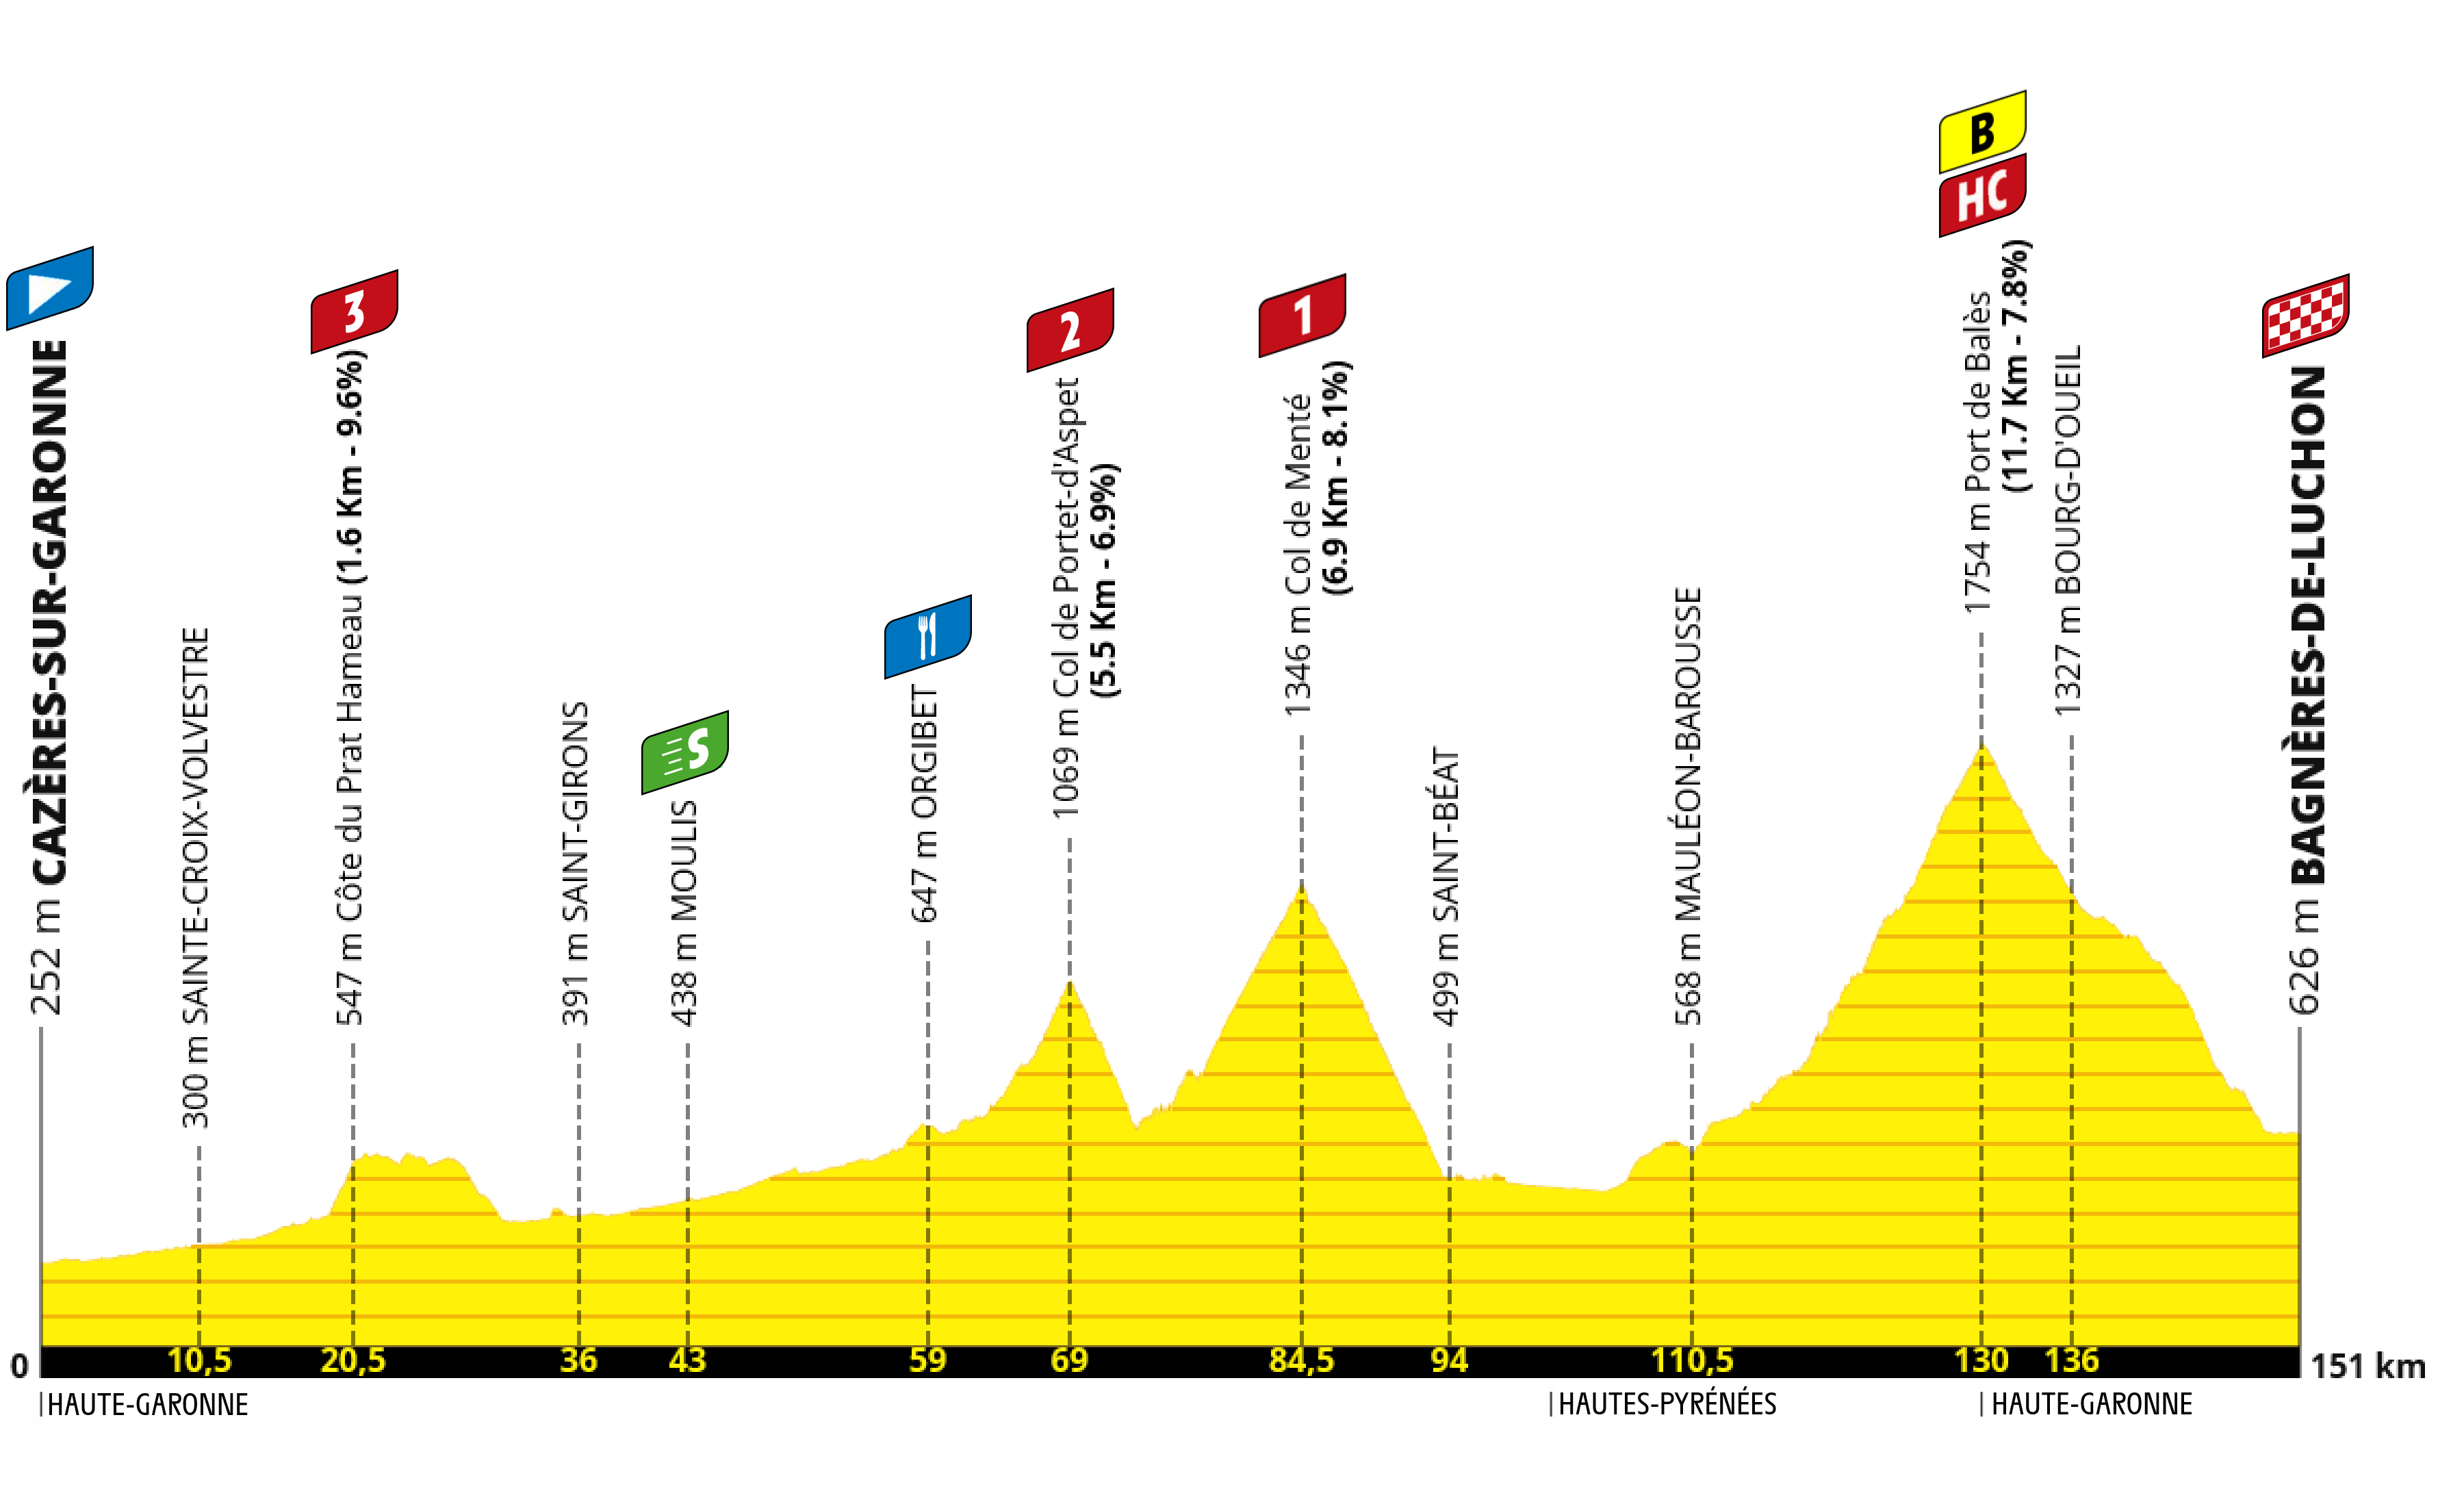 252 m CAZÈRES-SUR-GARONNE
300 m SAINTE-CROIX-VOLVESTRE
3
547 m Côte du Prat Hameau (1.6 Km - 9.6%)
391 m SAINT-GIRONS
S
438 m MOULIS
647 m ORGIBET
2
1069 m Col de Portet-d'Aspet
(5.5 Km - 6.9%)
1
1346 m Col de Menté
(6.9 Km - 8.1%)
499 m SAINT-BÉAT
568 m MAULÉON-BAROUSSE
B
HC
1754 m Port de Balès
(11.7 Km - 7.8%)
1327 m BOURG-D'OUEIL
626 m BAGNÈRES-DE-LUCHON
0 10,5 20,5 36 43 59 69 84,5 94 110,5 130 136 151 km
HAUTE-GARONNE HAUTES-PYRÉNÉES HAUTE-GARONNE